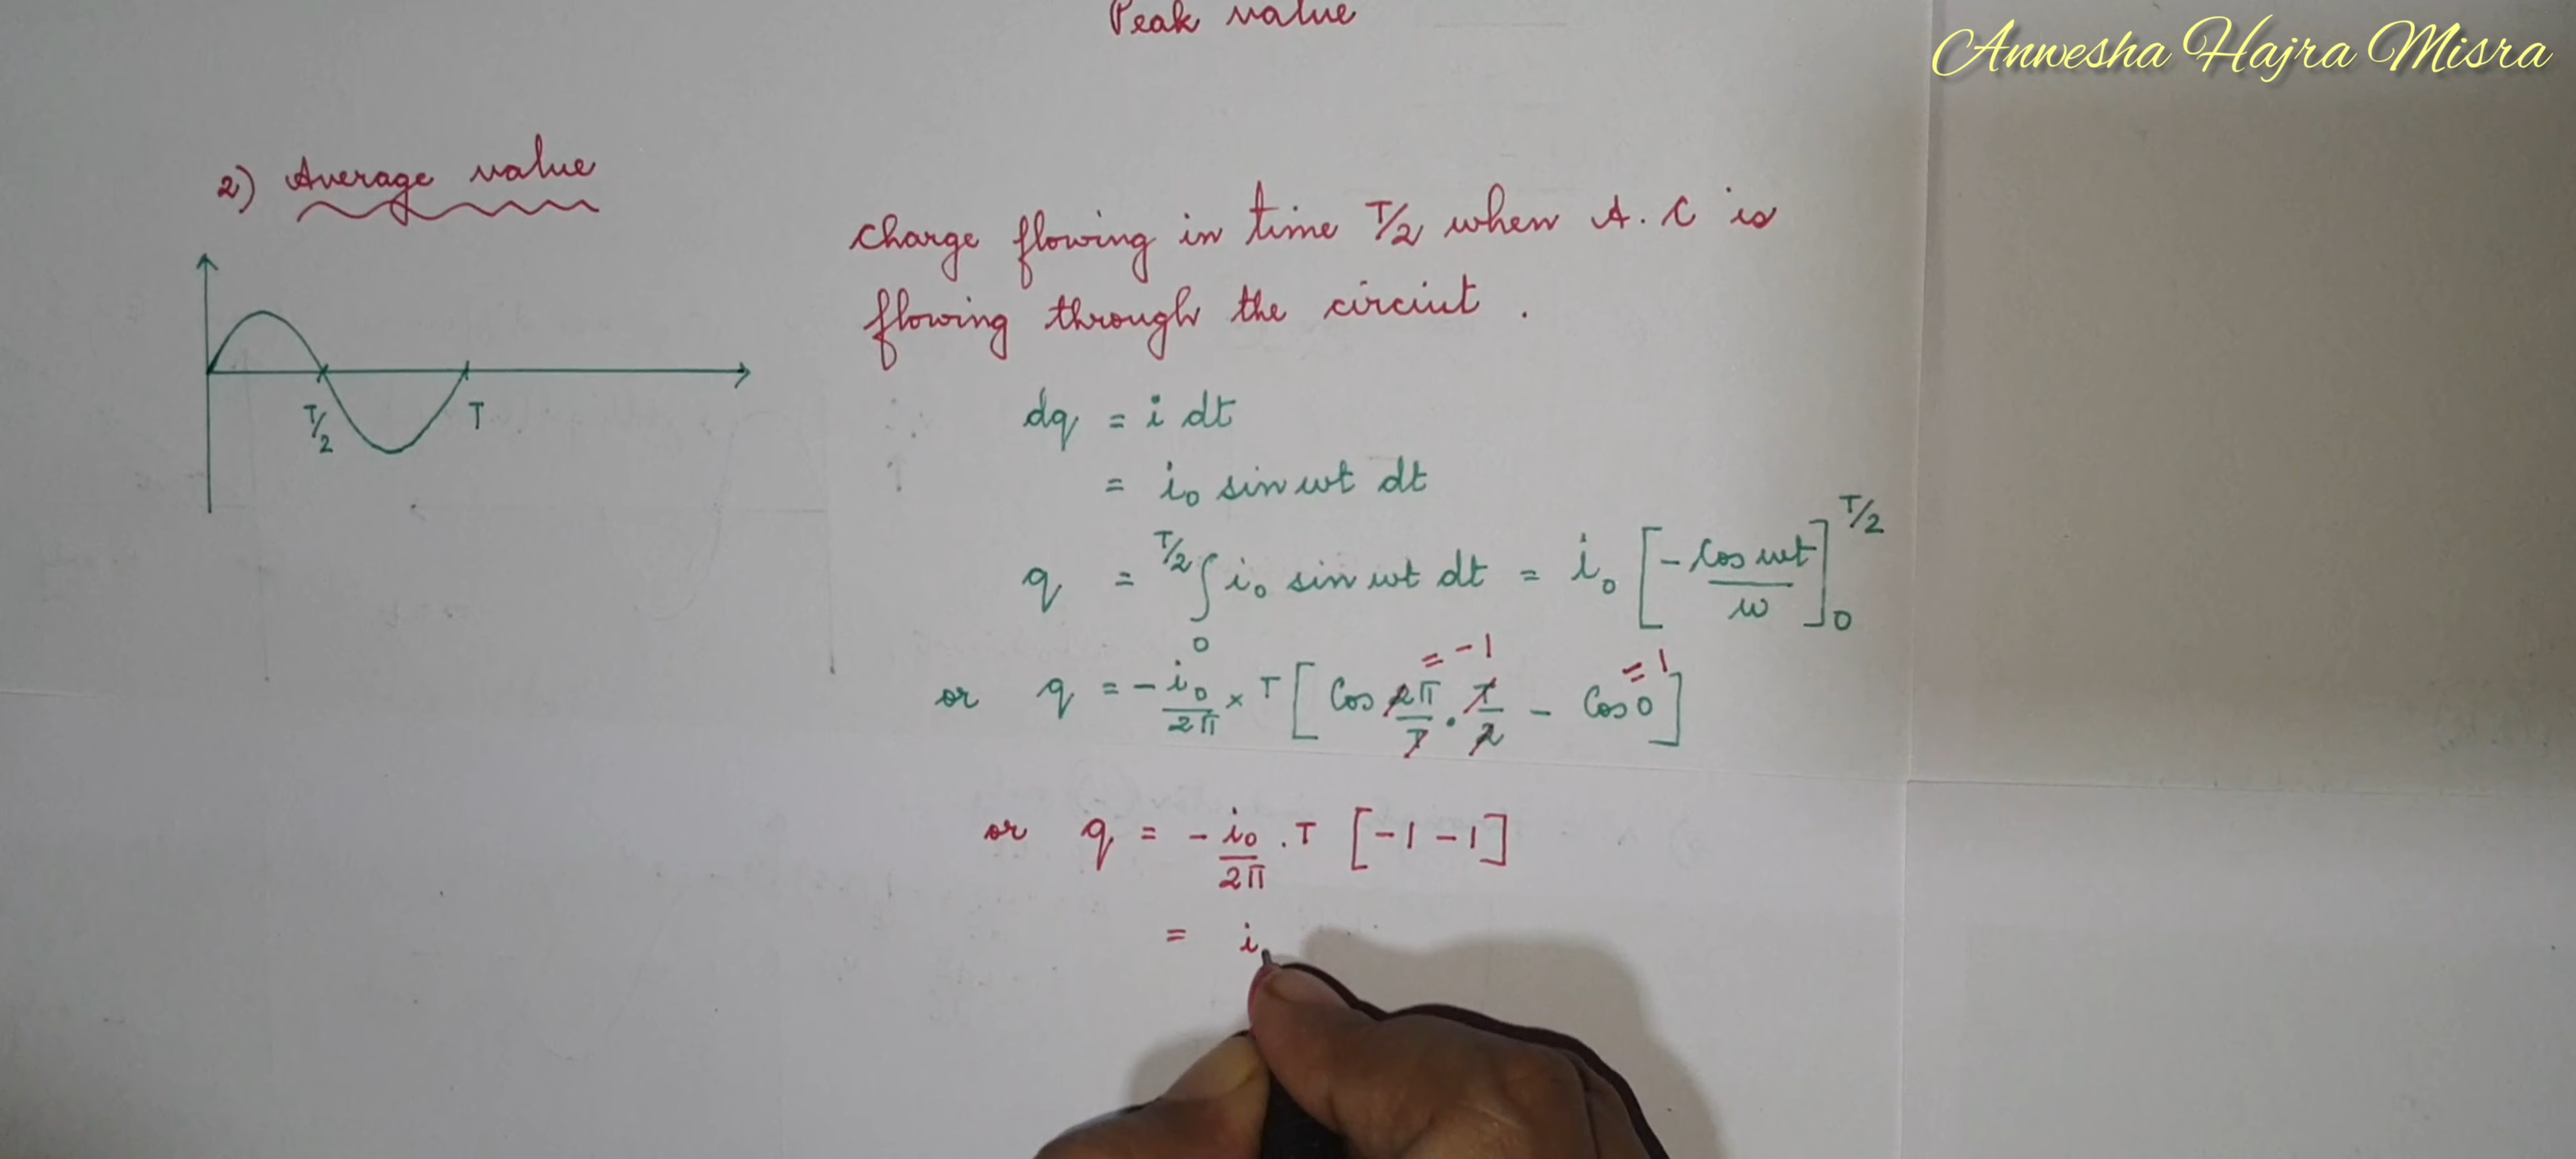 Peak value
Anwesha Hajra Misra
2) Average value
T/2
T
charge flowing in time T/2 when A.C is
flowing through the circiut .
dq = i dt
= i₀ sin ωt dt
q = ∫₀^T/2 i₀ sin ωt dt = i₀ [-Cos ωt / ω]₀^T/2
= -1 = 1
or q = - i₀/2π × T [Cos 2π/T . T/2 - Cos 0]
or q = - i₀/2π . T [-1 -1]
= i